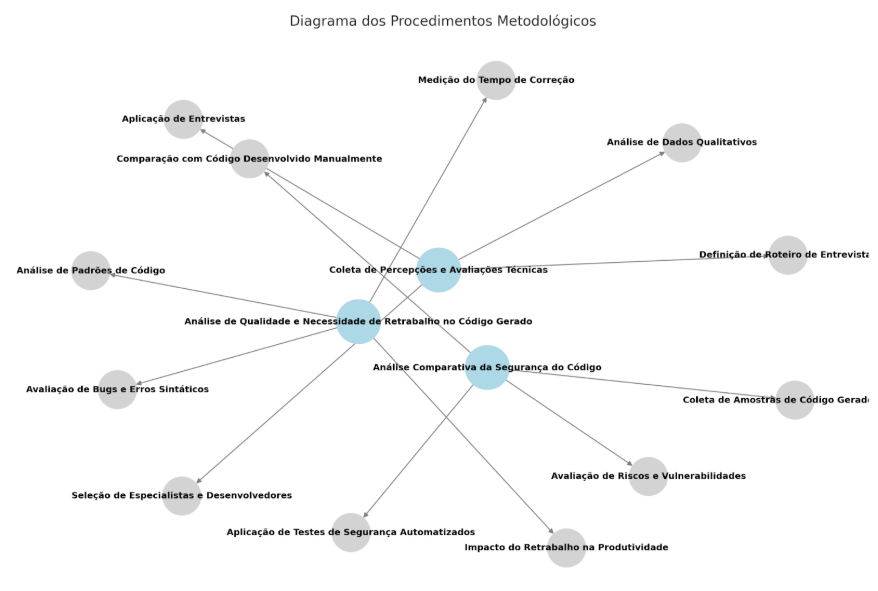 Diagrama dos Procedimentos Metodológicos
Medição do Tempo de Correção
Aplicação de Entrevistas
Análise de Dados Qualitativos
Comparação com Código Desenvolvido Manualmente
Definição de Roteiro de Entrevista
Coleta de Percepções e Avaliações Técnicas
Análise de Padrões de Código
Análise de Qualidade e Necessidade de Retrabalho no Código Gerado
Análise Comparativa da Segurança do Código
Avaliação de Bugs e Erros Sintáticos
Coleta de Amostras de Código Gerado
Avaliação de Riscos e Vulnerabilidades
Seleção de Especialistas e Desenvolvedores
Aplicação de Testes de Segurança Automatizados
Impacto do Retrabalho na Produtividade